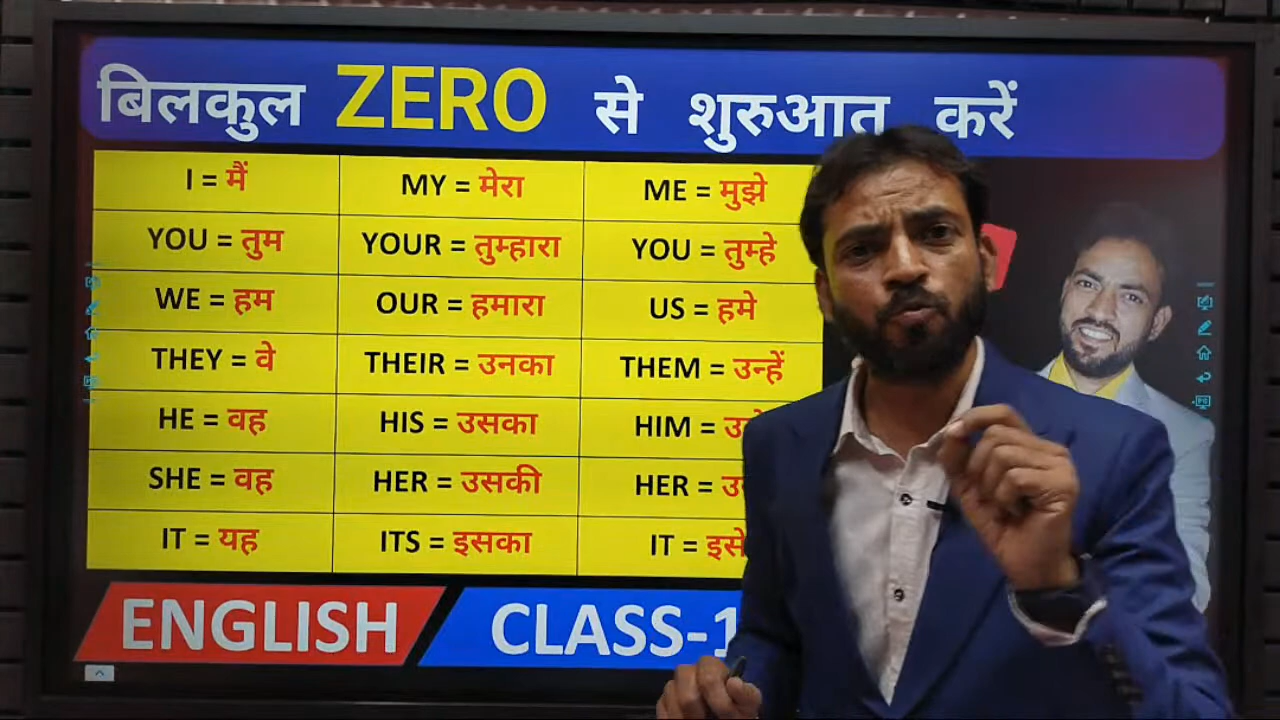 बिलकुल ZERO से शुरुआत करें
I = मैं MY = मेरा ME = मुझे
YOU = तुम YOUR = तुम्हारा YOU = तुम्हे
WE = हम OUR = हमारा US = हमे
THEY = वे THEIR = उनका THEM = उन्हें
HE = वह HIS = उसका HIM =
SHE = वह HER = उसकी HER =
IT = यह ITS = इसका IT = इसे
ENGLISH CLASS-1